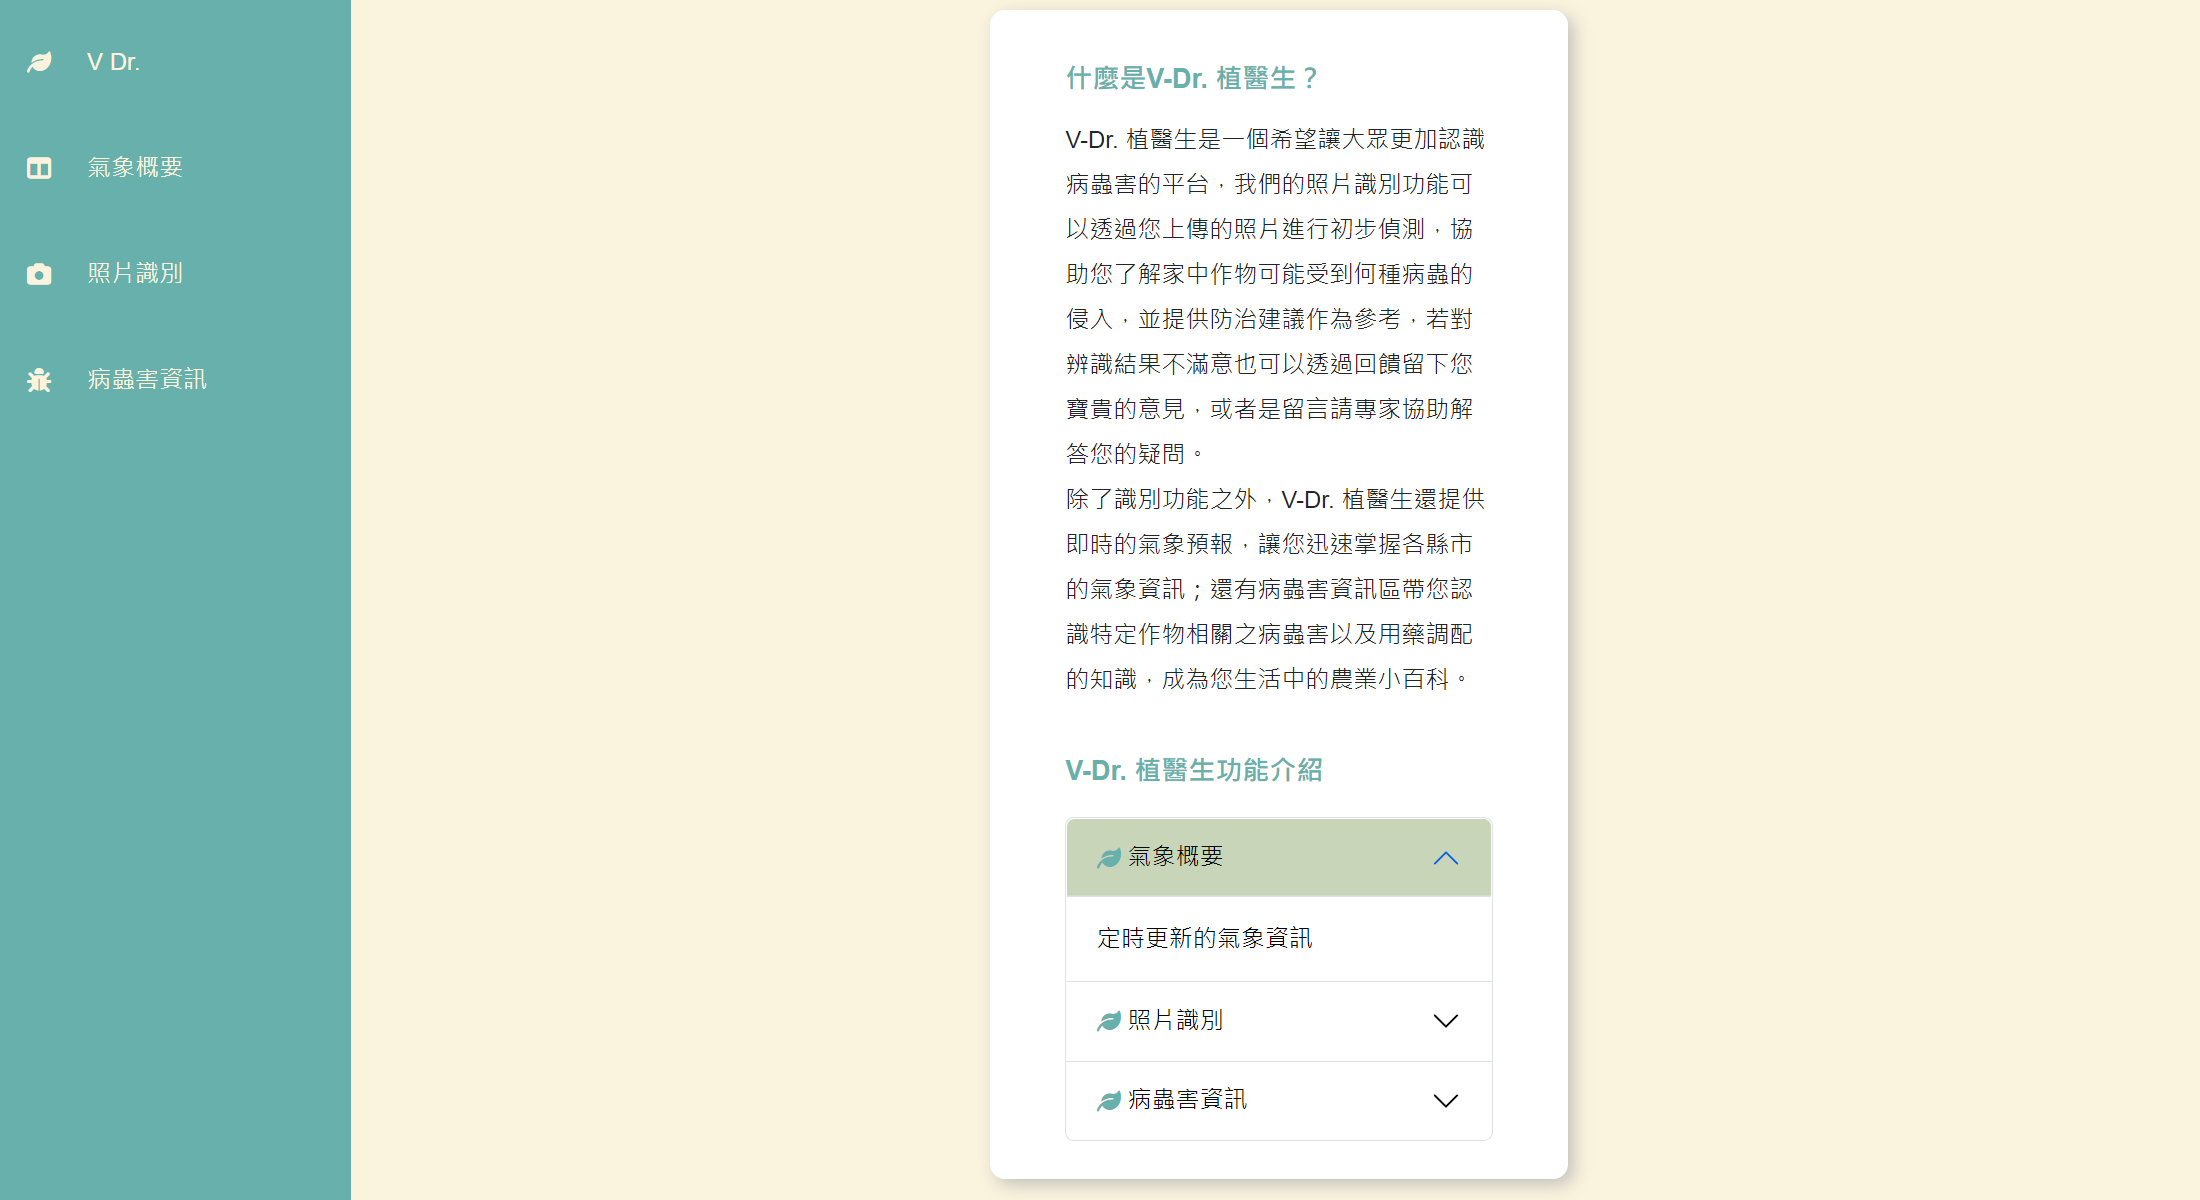 V Dr.
氣象概要
照片識別
病蟲害資訊
什麼是V-Dr. 植醫生？
V-Dr. 植醫生是一個希望讓大眾更加認識
病蟲害的平台，我們的照片識別功能可
以透過您上傳的照片進行初步偵測，協
助您了解家中作物可能受到何種病蟲的
侵入，並提供防治建議作為參考，若對
辨識結果不滿意也可以透過回饋留下您
寶貴的意見，或者是留言請專家協助解
答您的疑問。
除了識別功能之外，V-Dr. 植醫生還提供
即時的氣象預報，讓您迅速掌握各縣市
的氣象資訊；還有病蟲害資訊區帶您認
識特定作物相關之病蟲害以及用藥調配
的知識，成為您生活中的農業小百科。
V-Dr. 植醫生功能介紹
氣象概要
定時更新的氣象資訊
照片識別
病蟲害資訊